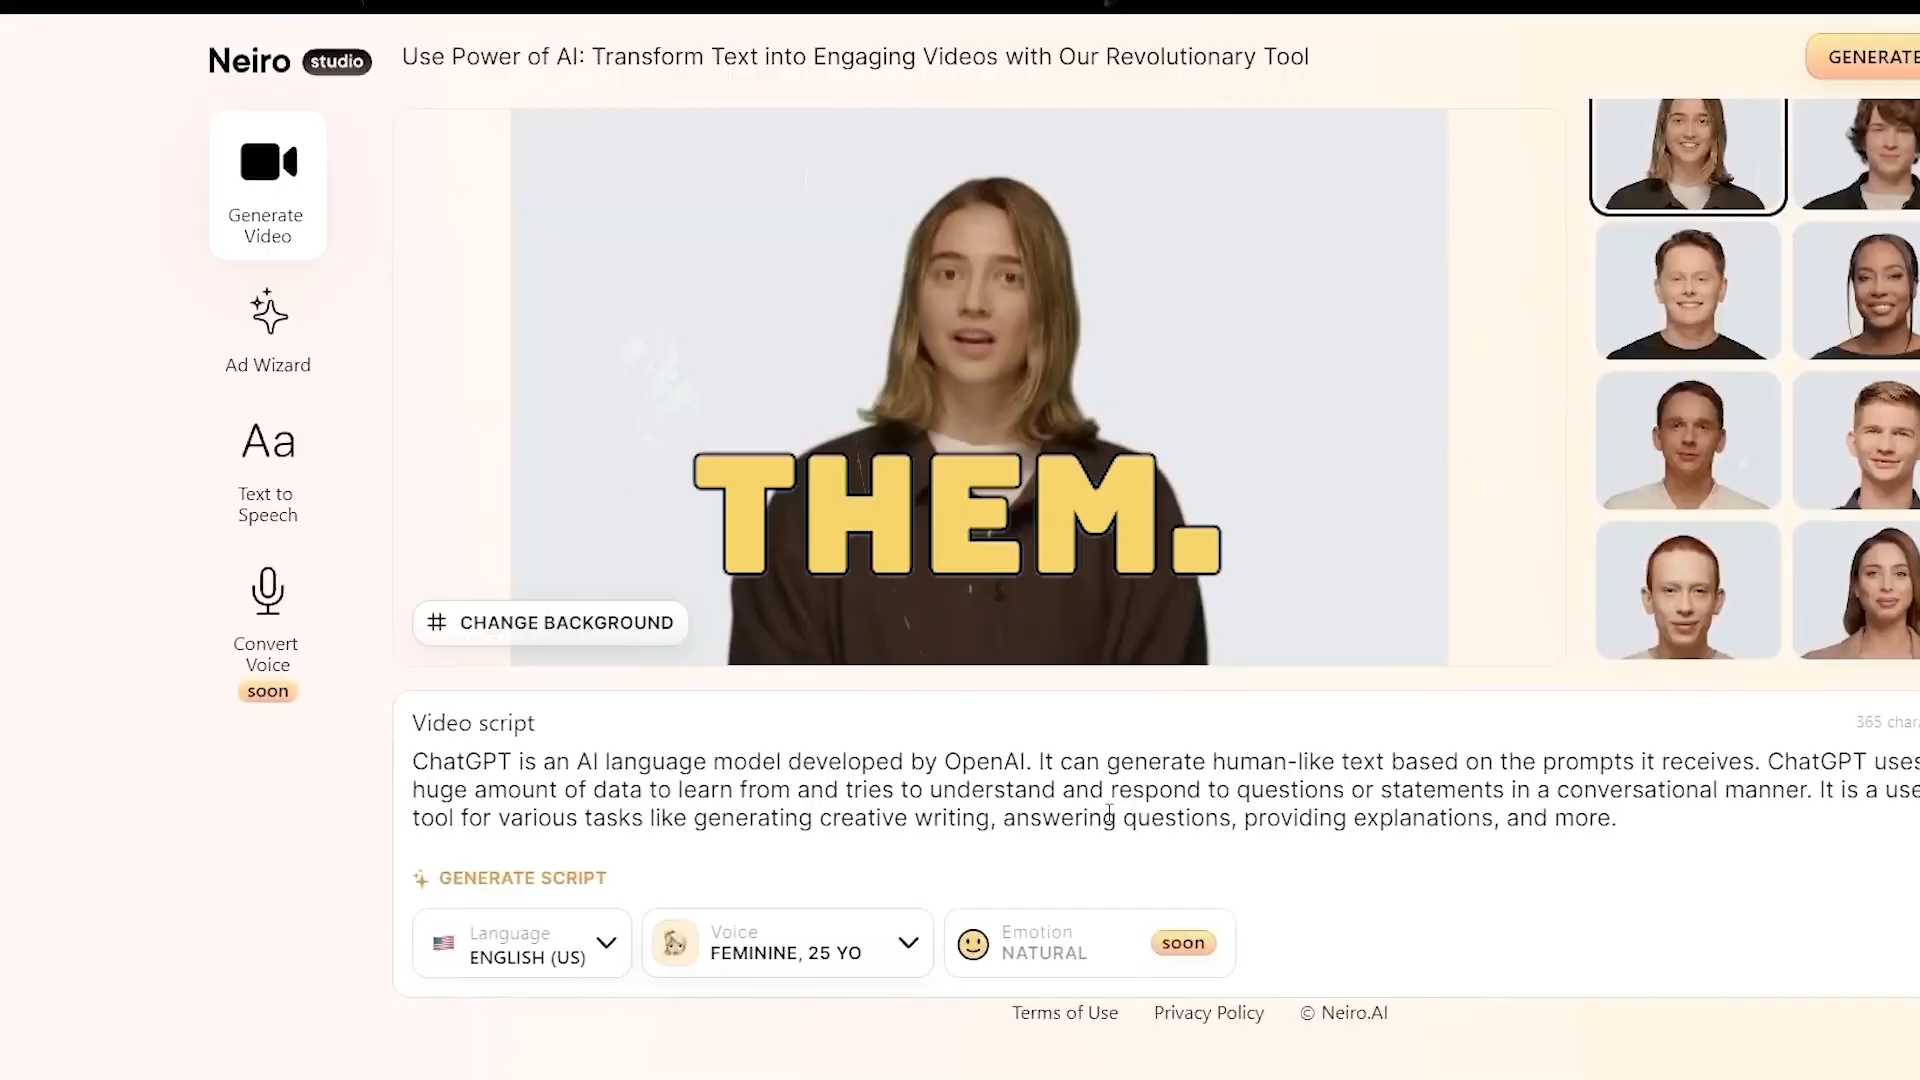 Neiro studio
Use Power of AI: Transform Text into Engaging Videos with Our Revolutionary Tool
GENERATE
Generate
Video
Ad Wizard
Aa
Text to
Speech
Convert
Voice
soon
THEM.
CHANGE BACKGROUND
Video script
365
ChatGPT is an AI language model developed by OpenAI. It can generate human-like text based on the prompts it receives. ChatGPT uses
huge amount of data to learn from and tries to understand and respond to questions or statements in a conversational manner. It is a
tool for various tasks like generating creative writing, answering questions, providing explanations, and more.
GENERATE SCRIPT
Language
ENGLISH (US)
Voice
FEMININE, 25 YO
Emotion
NATURAL
soon
Terms of Use
Privacy Policy
© Neiro.AI